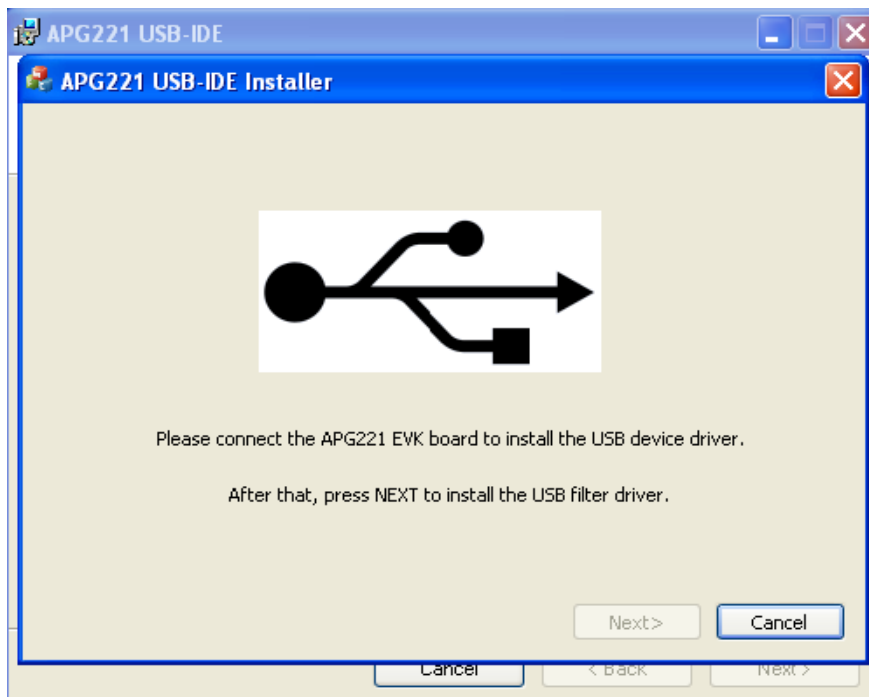 APG221 USB-IDE
APG221 USB-IDE Installer
Please connect the APG221 EVK board to install the USB device driver.
After that, press NEXT to install the USB filter driver.
Next>
Cancel
Cancel
< Back
Next >